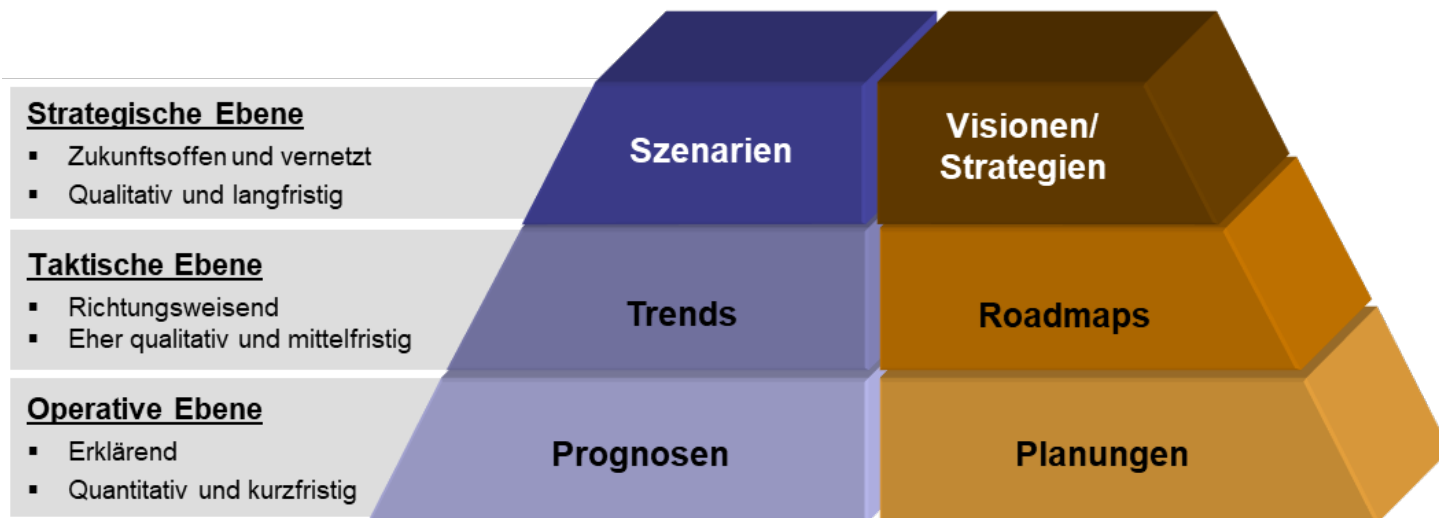 Strategische Ebene
▪ Zukunftsoffen und vernetzt
▪ Qualitativ und langfristig
Szenarien
Visionen/
Strategien
Taktische Ebene
▪ Richtungsweisend
▪ Eher qualitativ und mittelfristig
Trends
Roadmaps
Operative Ebene
▪ Erklärend
▪ Quantitativ und kurzfristig
Prognosen
Planungen